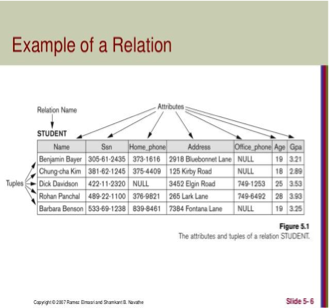 Example of a Relation
Relation Name
Attributes
STUDENT
Name Ssn Home_phone Address Office_phone Age Gpa
Benjamin Bayer 305-61-2435 373-1616 2918 Bluebonnet Lane NULL 19 3.21
Chung-cha Kim 381-62-1245 375-4409 125 Kirby Road NULL 18 2.89
Tuples
Dick Davidson 422-11-2320 NULL 3452 Elgin Road 749-1253 25 3.53
Rohan Panchal 489-22-1100 376-9821 265 Lark Lane 749-6492 28 3.93
Barbara Benson 533-69-1238 839-8461 7384 Fontana Lane NULL 19 3.25
Figure 5.1
The attributes and tuples of a relation STUDENT.
Copyright © 2007 Ramez Elmasri and Shamkant B. Navathe
Slide 5- 6